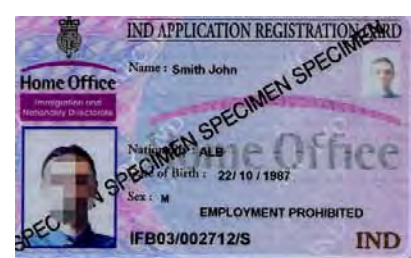 IND APPLICATION REGISTRATION CARD
Home Office
Immigration and
Nationality Directorate
Name : Smith John
SPECIMEN SPECIMEN SPECIMEN SPECIMEN
Home Office
Nationality : ALB
Date of Birth : 22/10/1987
Sex : M
EMPLOYMENT PROHIBITED
IFB03/002712/S
IND